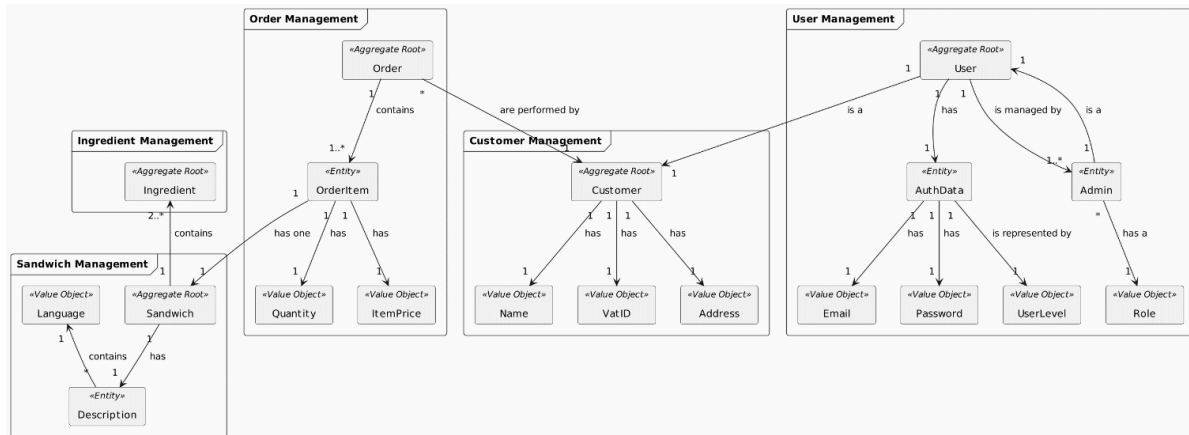 Order Management
«Aggregate Root»
Order
1
*
contains
are performed by
1..*
«Entity»
OrderItem
1
1
1
has one
has
has
1
1
1
«Value Object»
Quantity
«Value Object»
ItemPrice
User Management
«Aggregate Root»
User
1
1
1
1
is a
has
is managed by
is a
1
1..*
1
«Entity»
AuthData
«Entity»
Admin
1
1
1
*
has
has
is represented by
has a
1
1
1
1
«Value Object»
Email
«Value Object»
Password
«Value Object»
UserLevel
«Value Object»
Role
Ingredient Management
«Aggregate Root»
Ingredient
2..*
contains
1
Customer Management
1
1
«Aggregate Root»
Customer
1
1
1
has
has
has
1
1
1
«Value Object»
Name
«Value Object»
VatID
«Value Object»
Address
Sandwich Management
«Value Object»
Language
«Aggregate Root»
Sandwich
1
1
contains
has
*
1
«Entity»
Description